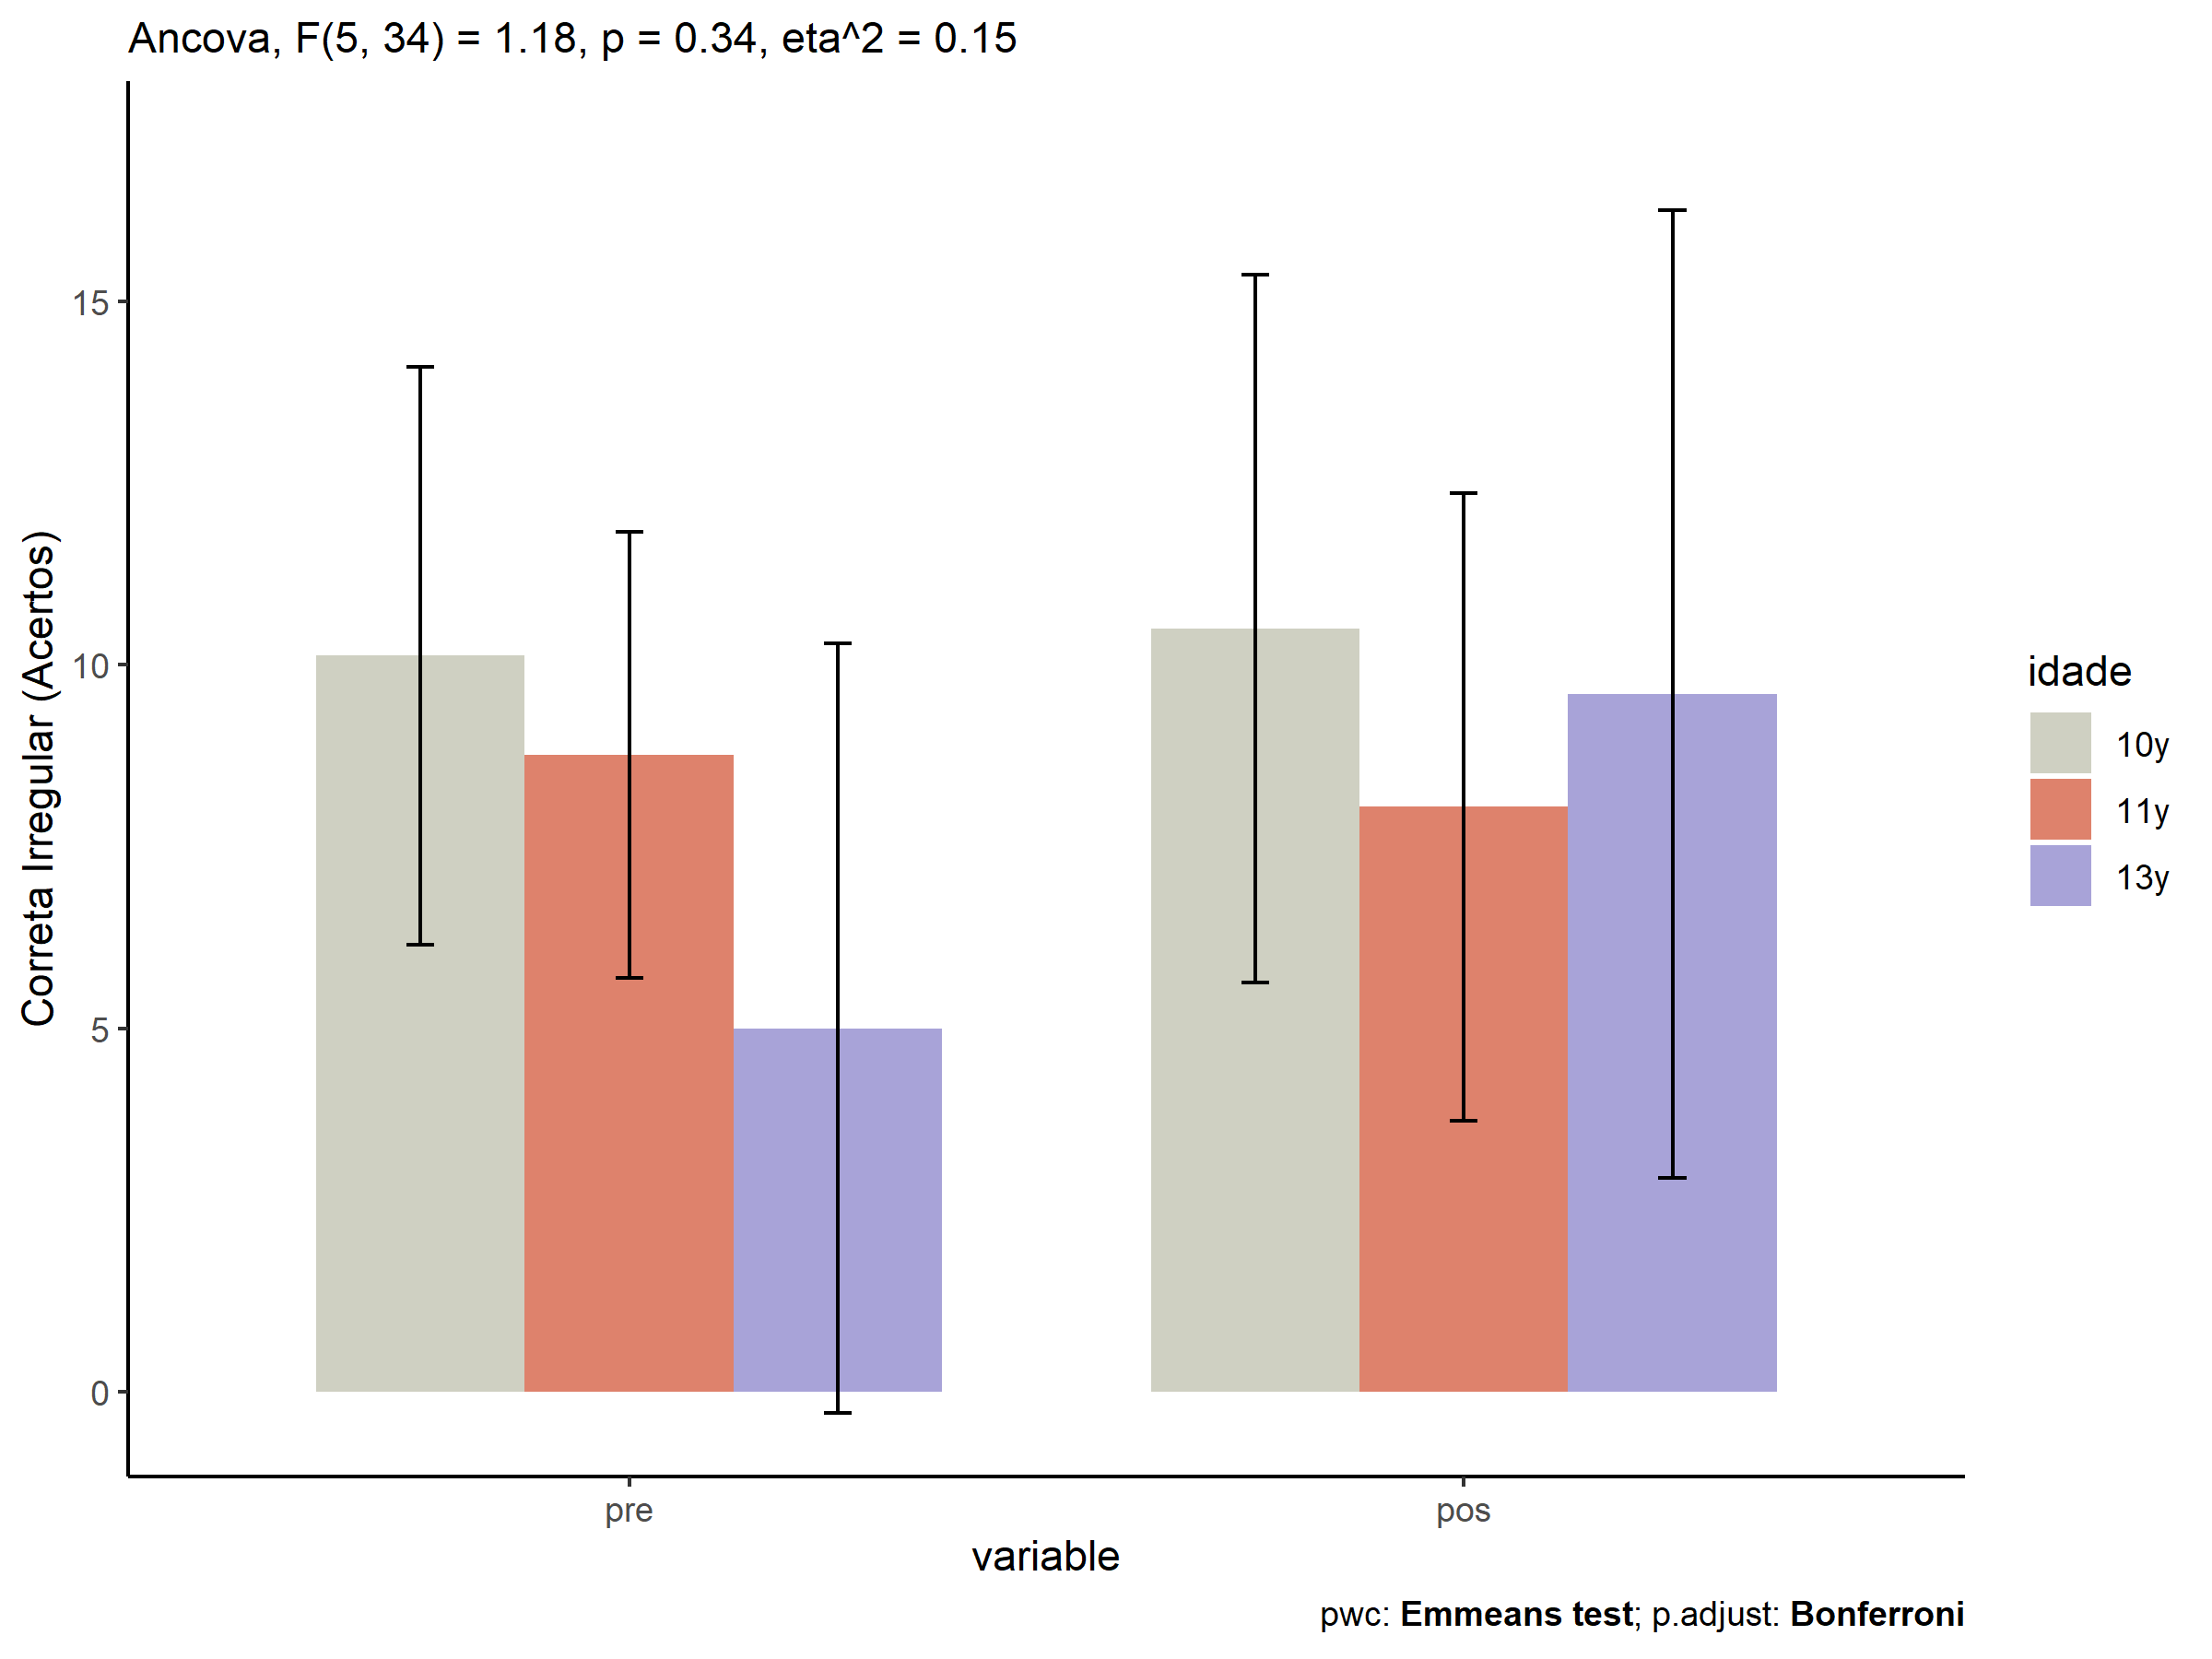 Ancova, F(5, 34) = 1.18, p = 0.34, eta^2 = 0.15
Correta Irregular (Acertos)
15
10
5
0
pre
pos
variable
idade
10y
11y
13y
pwc: Emmeans test; p.adjust: Bonferroni